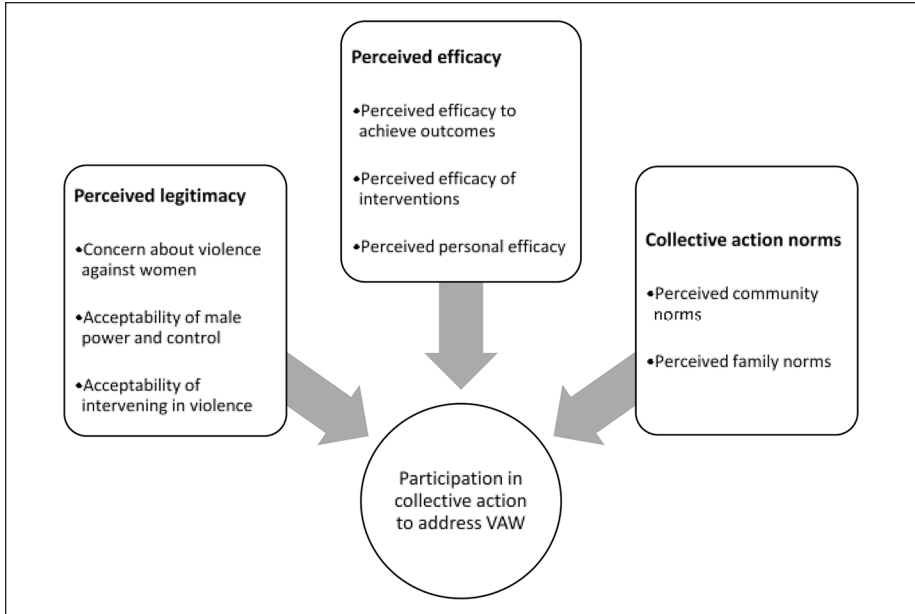 Perceived legitimacy
•Concern about violence
against women
•Acceptability of male
power and control
•Acceptability of
intervening in violence
Perceived efficacy
•Perceived efficacy to
achieve outcomes
•Perceived efficacy of
interventions
•Perceived personal efficacy
Collective action norms
•Perceived community
norms
•Perceived family norms
Participation in
collective action
to address VAW